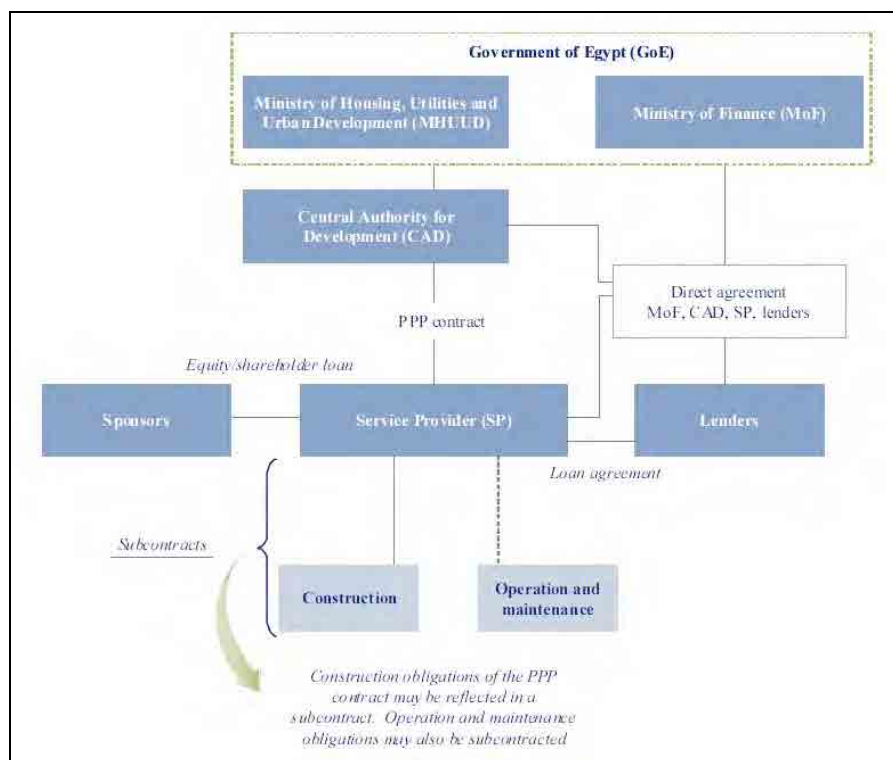 Government of Egypt (GoE)
Ministry of Housing, Utilities and
Urban Development (MHUUD)
Ministry of Finance (MoF)
Central Authority for
Development (CAD)
Direct agreement
MoF, CAD, SP, lenders
PPP contract
Equity/shareholder loan
Sponsors
Service Provider (SP)
Lenders
Loan agreement
Subcontracts
Construction
Operation and
maintenance
Construction obligations of the PPP
contract may be reflected in a
subcontract. Operation and maintenance
obligations may also be subcontracted